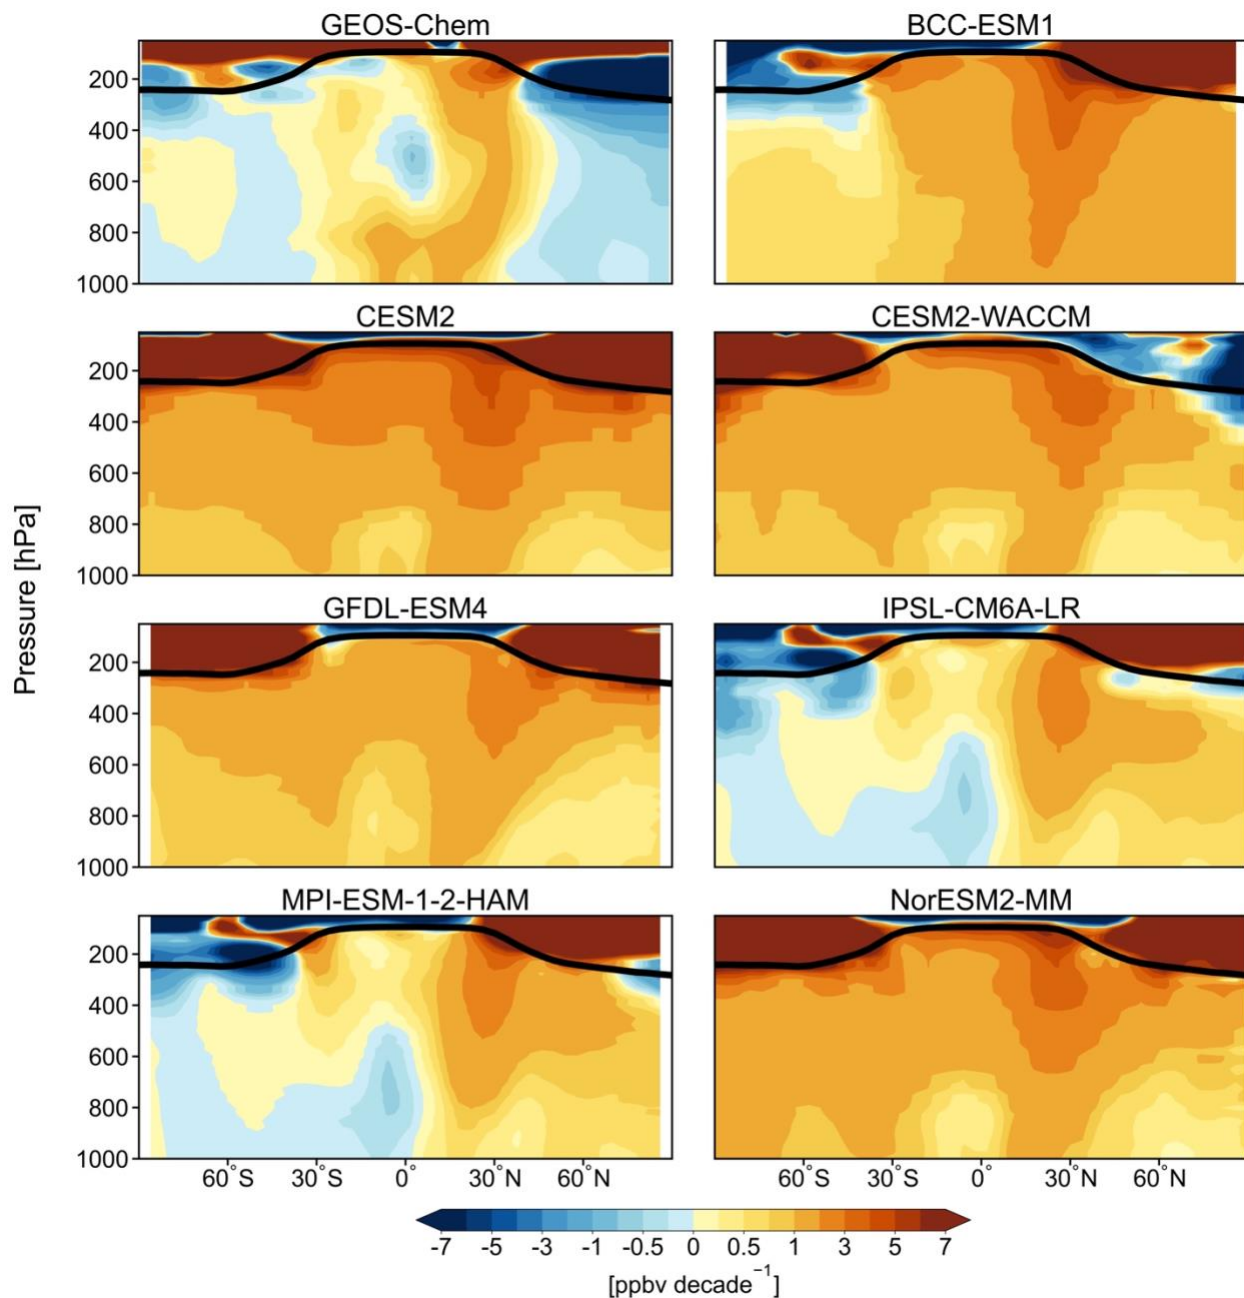 GEOS-Chem BCC-ESM1
200
400
600
800
1000
CESM2 CESM2-WACCM
200
400
600
800
1000
GFDL-ESM4 IPSL-CM6A-LR
200
400
600
800
1000
MPI-ESM-1-2-HAM NorESM2-MM
200
400
600
800
1000
Pressure [hPa]
60°S 30°S 0° 30°N 60°N 60°S 30°S 0° 30°N 60°N
-7 -5 -3 -1 -0.5 0 0.5 1 3 5 7
[ppbv decade⁻¹]